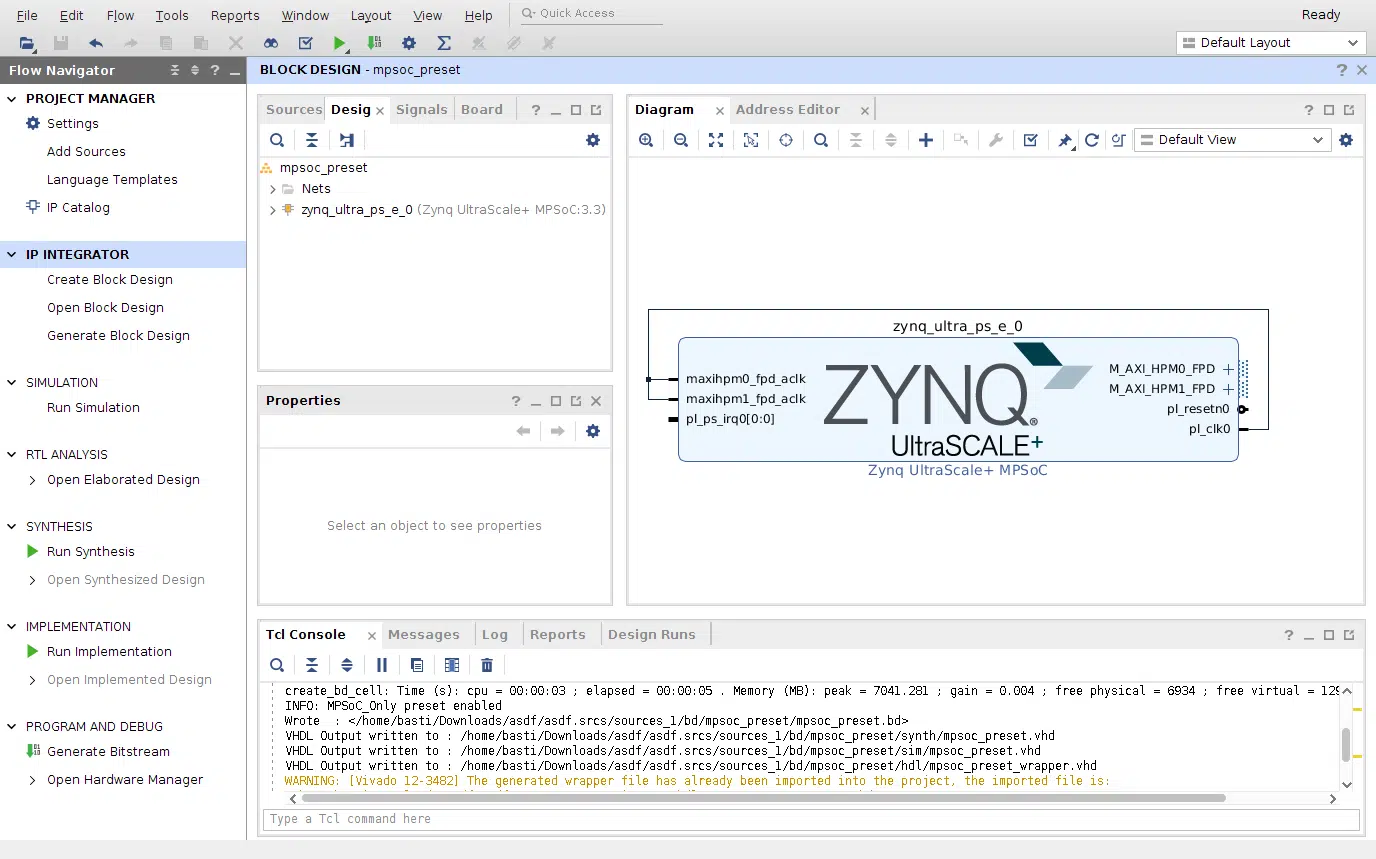 File Edit Flow Tools Reports Window Layout View Help Quick Access Ready
Default Layout
Flow Navigator ? _
PROJECT MANAGER
Settings
Add Sources
Language Templates
IP Catalog
IP INTEGRATOR
Create Block Design
Open Block Design
Generate Block Design
SIMULATION
Run Simulation
RTL ANALYSIS
Open Elaborated Design
SYNTHESIS
Run Synthesis
Open Synthesized Design
IMPLEMENTATION
Run Implementation
Open Implemented Design
PROGRAM AND DEBUG
Generate Bitstream
Open Hardware Manager
BLOCK DESIGN - mpsoc_preset
Sources Desig Signals Board
mpsoc_preset
Nets
zynq_ultra_ps_e_0 (Zynq UltraScale+ MPSoC:3.3)
Properties
Select an object to see properties
Diagram Address Editor
Default View
zynq_ultra_ps_e_0
maxihpm0_fpd_aclk
maxihpm1_fpd_aclk
pl_ps_irq0[0:0]
ZYNQ®
UltraSCALE+
M_AXI_HPM0_FPD
M_AXI_HPM1_FPD
pl_resetn0
pl_clk0
Zynq UltraScale+ MPSoC
Tcl Console Messages Log Reports Design Runs
create_bd_cell: Time (s): cpu = 00:00:03 ; elapsed = 00:00:05 . Memory (MB): peak = 7041.281 ; gain = 0.004 ; free physical = 6934 ; free virtual = 129
INFO: MPSoC_Only preset enabled
Wrote : </home/basti/Downloads/asdf/asdf.srcs/sources_1/bd/mpsoc_preset/mpsoc_preset.bd>
VHDL Output written to : /home/basti/Downloads/asdf/asdf.srcs/sources_1/bd/mpsoc_preset/synth/mpsoc_preset.vhd
VHDL Output written to : /home/basti/Downloads/asdf/asdf.srcs/sources_1/bd/mpsoc_preset/sim/mpsoc_preset.vhd
VHDL Output written to : /home/basti/Downloads/asdf/asdf.srcs/sources_1/bd/mpsoc_preset/hdl/mpsoc_preset_wrapper.vhd
WARNING: [Vivado 12-3482] The generated wrapper file has already been imported into the project, the imported file is:
Type a Tcl command here